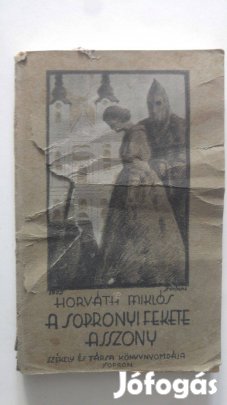 HORVÁTH MIKLÓS
A SOPRONYI FEKETE
ASSZONY
SZÉKELY ÉS TÁRSA KÖNYVNYOMDÁJA
SOPRON
Jófogás